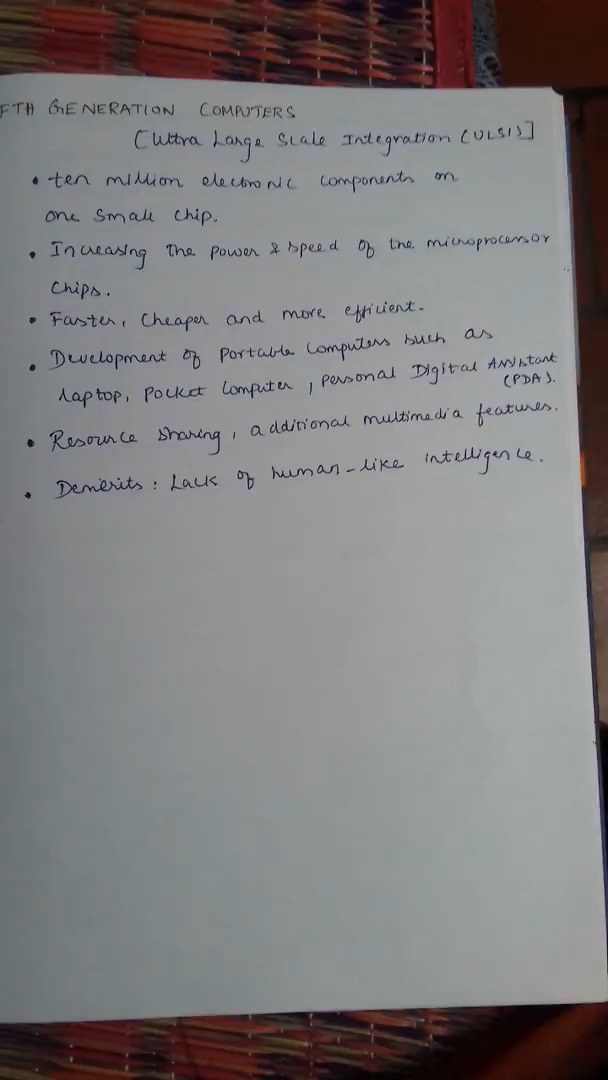 FTH GENERATION COMPUTERS
[Ultra Large Scale Integration (ULSI)]
• ten million electronic components on
one small chip.
• Increasing the power & speed of the microprocessor
chips.
• Faster, cheaper and more efficient.
• Development of portable computers such as
laptop, pocket computer, personal Digital Assistant
(PDA).
• Resource sharing, additional multimedia features.
• Demerits: Lack of human-like intelligence.